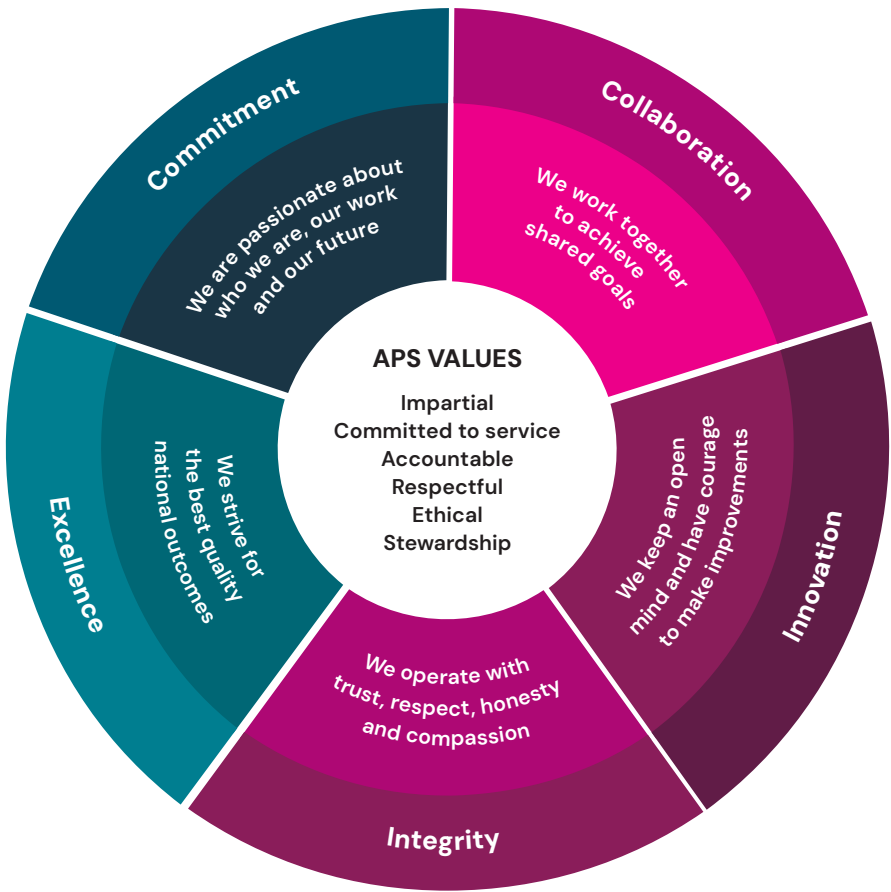 Commitment
We are passionate about
who we are, our work
and our future
Collaboration
We work together
to achieve
shared goals
Innovation
We keep an open
mind and have courage
to make improvements
Integrity
We operate with
trust, respect, honesty
and compassion
Excellence
We strive for
the best quality
national outcomes
APS VALUES
Impartial
Committed to service
Accountable
Respectful
Ethical
Stewardship